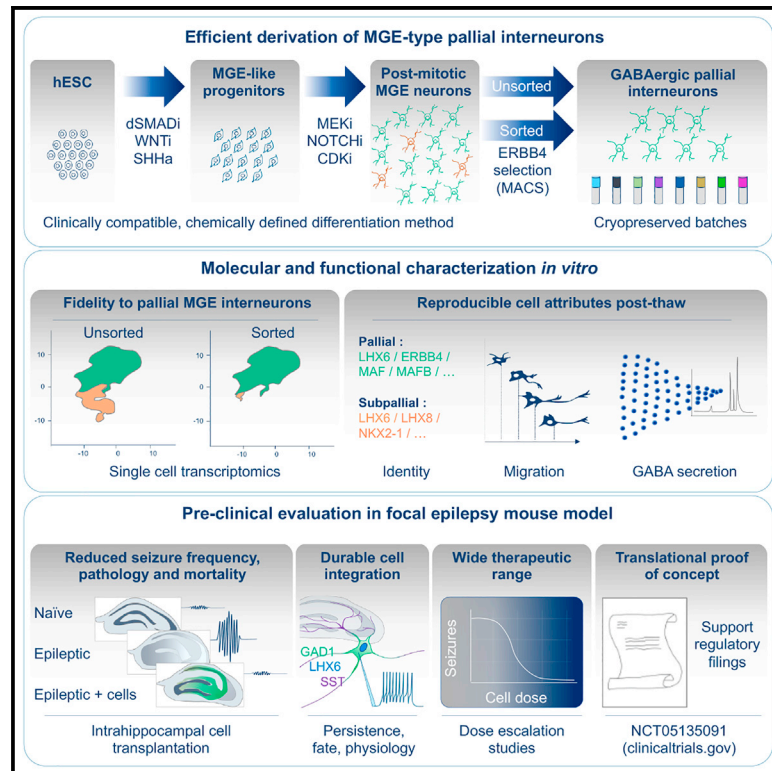 Efficient derivation of MGE-type pallial interneurons
hESC
dSMADi
WNTi
SHHa
MGE-like
progenitors
MEKi
NOTCHi
CDKi
Post-mitotic
MGE neurons
Unsorted
Sorted
ERBB4
selection
(MACS)
GABAergic pallial
interneurons
Clinically compatible, chemically defined differentiation method
Cryopreserved batches
Molecular and functional characterization in vitro
Fidelity to pallial MGE interneurons
Unsorted
Sorted
10
0
-10
-10
0
10
10
0
-10
-10
0
10
Single cell transcriptomics
Reproducible cell attributes post-thaw
Pallial :
LHX6 / ERBB4 /
MAF / MAFB / ...
Subpallial :
LHX6 / LHX8 /
NKX2-1 / ...
Identity
Migration
GABA secretion
Pre-clinical evaluation in focal epilepsy mouse model
Reduced seizure frequency,
pathology and mortality
Naïve
Epileptic
Epileptic + cells
Intrahippocampal cell
transplantation
Durable cell
integration
GAD1
LHX6
SST
Persistence,
fate, physiology
Wide therapeutic
range
Seizures
Cell dose
Dose escalation
studies
Translational proof
of concept
Support
regulatory
filings
NCT05135091
(clinicaltrials.gov)